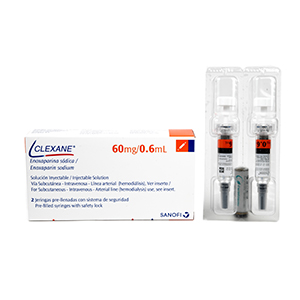 CLEXANE®
Enoxaparina sódica /
Enoxaparin sodium
60mg/0.6mL
Solución Inyectable / Injectable Solution
Vía Subcutánea - Intravenosa - Línea arterial (hemodiálisis). Ver inserto /
For Subcutaneous - Intravenous - Arterial line (hemodialysis) use, see insert.
2 Jeringas pre-llenadas con sistema de seguridad
Pre-filled syringes with safety lock
SANOFI